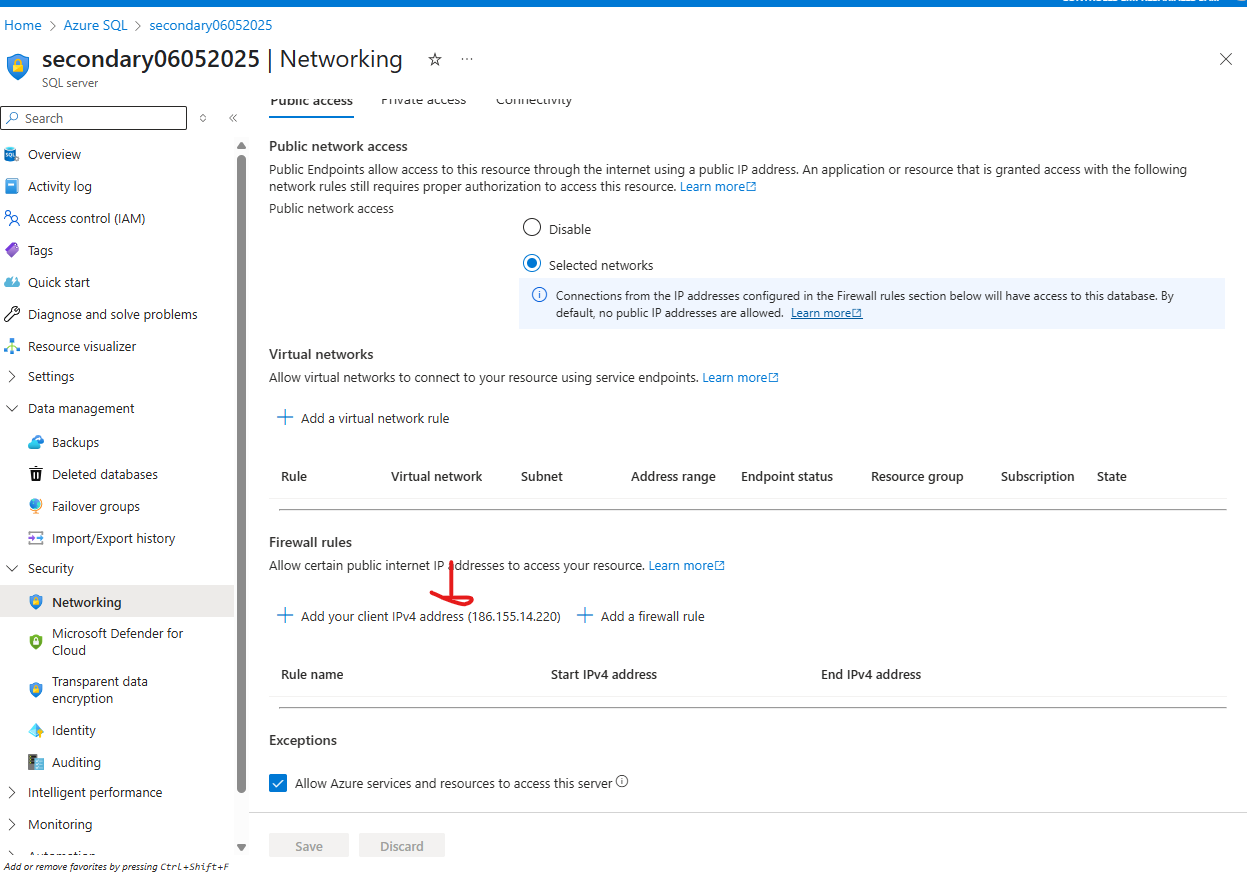 Home > Azure SQL > secondary06052025
secondary06052025 | Networking
SQL server
Search
Overview
Activity log
Access control (IAM)
Tags
Quick start
Diagnose and solve problems
Resource visualizer
Settings
Data management
Backups
Deleted databases
Failover groups
Import/Export history
Security
Networking
Microsoft Defender for
Cloud
Transparent data
encryption
Identity
Auditing
Intelligent performance
Monitoring
Automation
Add or remove favorites by pressing Ctrl+Shift+F
Public access Private access Connectivity
Public network access
Public Endpoints allow access to this resource through the internet using a public IP address. An application or resource that is granted access with the following
network rules still requires proper authorization to access this resource. Learn more
Public network access
Disable
Selected networks
Connections from the IP addresses configured in the Firewall rules section below will have access to this database. By
default, no public IP addresses are allowed. Learn more
Virtual networks
Allow virtual networks to connect to your resource using service endpoints. Learn more
+ Add a virtual network rule
Rule Virtual network Subnet Address range Endpoint status Resource group Subscription State
Firewall rules
Allow certain public internet IP addresses to access your resource. Learn more
+ Add your client IPv4 address (186.155.14.220) + Add a firewall rule
Rule name Start IPv4 address End IPv4 address
Exceptions
Allow Azure services and resources to access this server
Save Discard